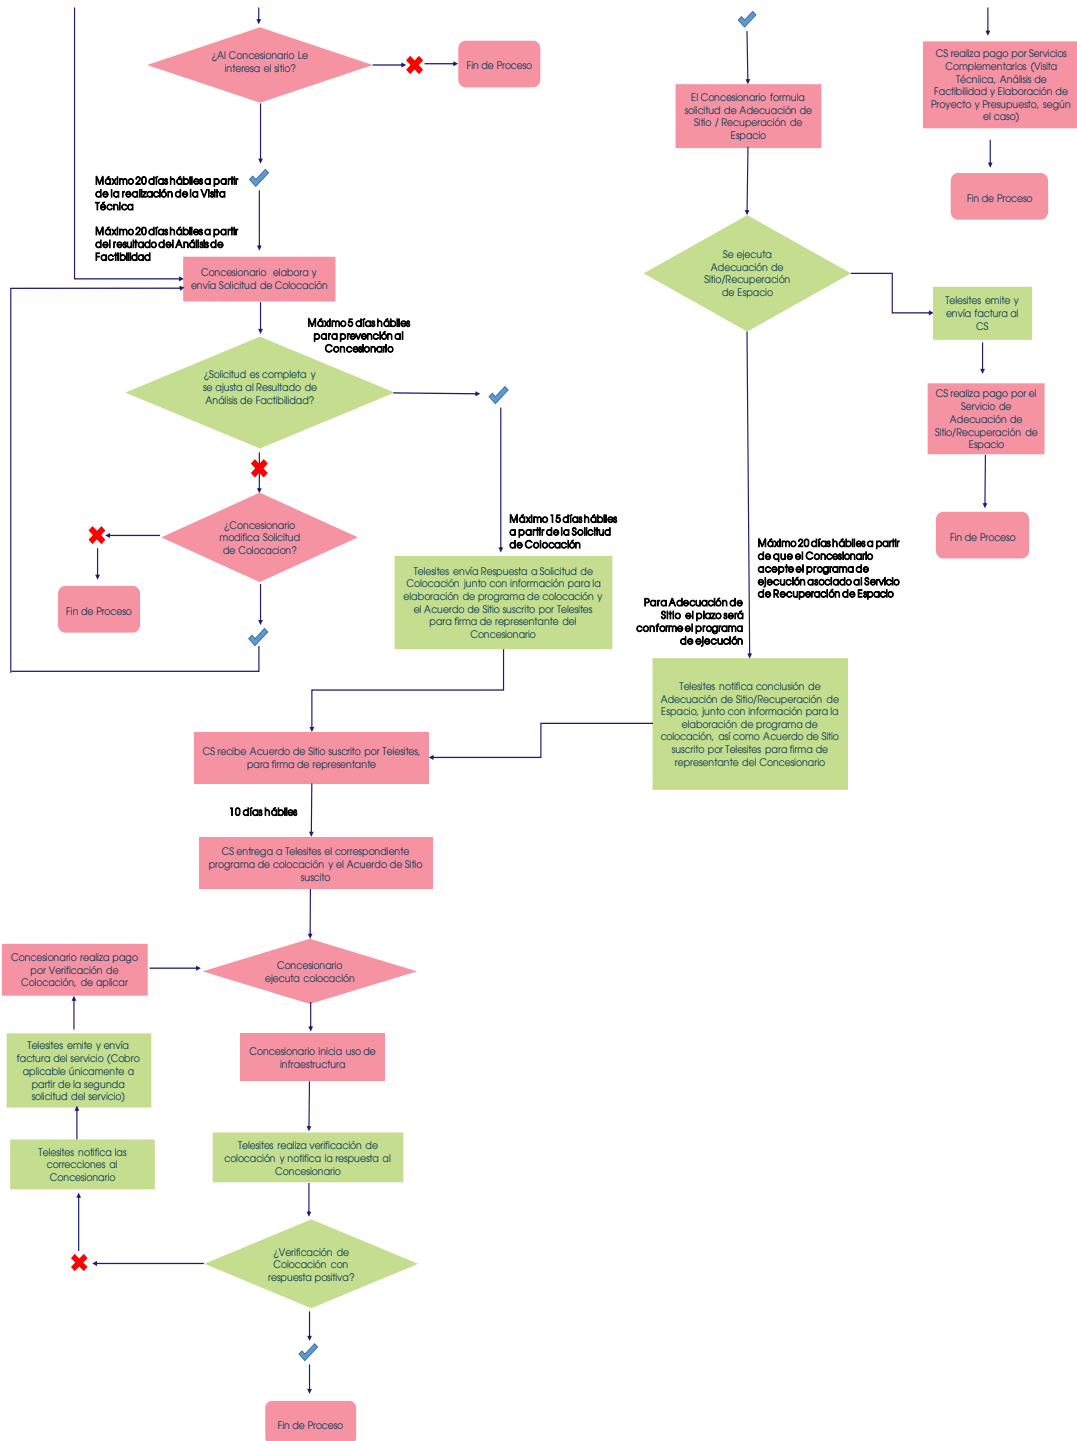 ¿Al Concesionario Le
interesa el sitio?
Fin de Proceso
Máximo 20 días hábiles a partir
de la realización de la Visita
Técnica
Máximo 20 días hábiles a partir
del resultado del Análisis de
Factibilidad
Concesionario elabora y
envía Solicitud de Colocación
Máximo 5 días hábiles
para prevención al
Concesionario
¿Solicitud es completa y
se ajusta al Resultado de
Análisis de Factibilidad?
¿Concesionario
modifica Solicitud
de Colocacion?
Fin de Proceso
Máximo 15 días hábiles
a partir de la Solicitud
de Colocación
Telesites envía Respuesta a Solicitud de
Colocación junto con información para la
elaboración de programa de colocación y
el Acuerdo de Sitio suscrito por Telesites
para firma de representante del
Concesionario
El Concesionario formula
solicitud de Adecuación de
Sitio / Recuperación de
Espacio
Se ejecuta
Adecuación de
Sitio/Recuperación
de Espacio
CS realiza pago por Servicios
Complementarios (Visita
Técniica, Análisis de
Factibilidad y Elaboración de
Proyecto y Presupuesto, según
el caso)
Fin de Proceso
Telesites emite y
envía factura al
CS
CS realiza pago por el
Servicio de
Adecuación de
Sitio/Recuperación de
Espacio
Fin de Proceso
Máximo 20 días hábiles a partir
de que el Concesionario
acepte el programa de
ejecución asociado al Servicio
de Recuperación de Espacio
Para Adecuación de
Sitio el plazo será
conforme el programa
de ejecución
Telesites notifica conclusión de
Adecuación de Sitio/Recuperación de
Espacio, junto con información para la
elaboración de programa de
colocación, así como Acuerdo de Sitio
suscrito por Telesites para firma de
representante del Concesionario
CS recibe Acuerdo de Sitio suscrito por Telesites,
para firma de representante
10 días hábiles
CS entrega a Telesites el correspondiente
programa de colocación y el Acuerdo de Sitio
suscito
Concesionario
ejecuta colocación
Concesionario realiza pago
por Verificación de
Colocación, de aplicar
Telesites emite y envía
factura del servicio (Cobro
aplicable únicamente a
partir de la segunda
solicitud del servicio)
Telesites notifica las
correcciones al
Concesionario
Concesionario inicia uso de
infraestructura
Telesites realiza verificación de
colocación y notifica la respuesta al
Concesionario
¿Verificación de
Colocación con
respuesta positiva?
Fin de Proceso